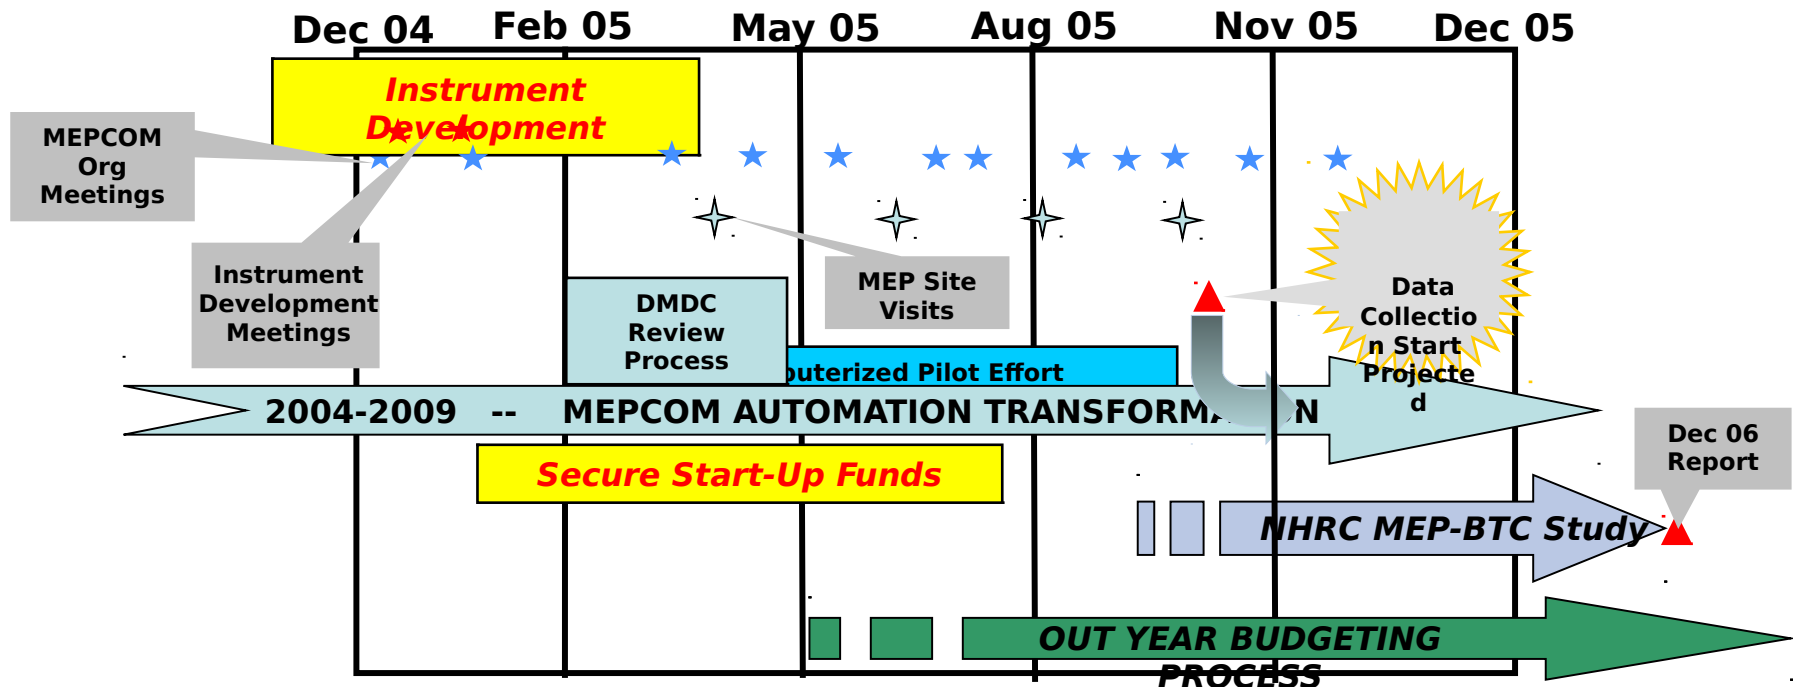 Dec 04 Feb 05 May 05 Aug 05 Nov 05 Dec 05
Instrument
Development
MEPCOM
Org
Meetings
Instrument
Development
Meetings
MEP Site
Visits
DMDC
Review
Process
Data
Collectio
n Start
Projecte
d
Pilot Effort
2004-2009 -- MEPCOM AUTOMATION
Secure Start-Up Funds
Dec 06
Report
NHRC MEP-BTC Study
OUT YEAR BUDGETING
PROCESS